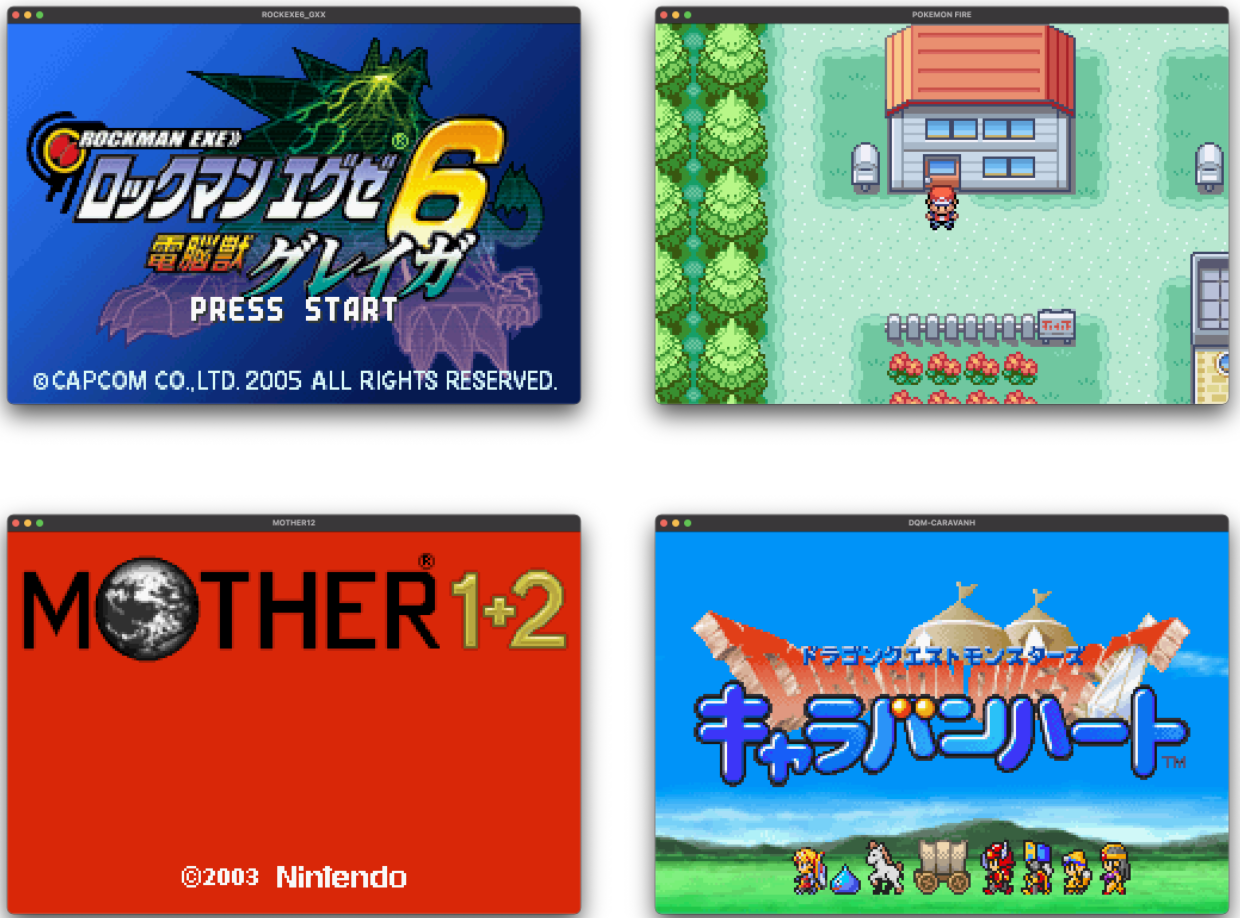 ROCKEXE6_GXX
ROCKMAN EXE
ロックマン エグゼ 6 ®
電脳獣 グレイガ
PRESS START
©CAPCOM CO.,LTD. 2005 ALL RIGHTS RESERVED.
POKEMON FIRE
MOTHER12
MOTHER® 1+2
©2003 Nintendo
DQM-CARAVANH
ドラゴンクエストモンスターズ
DRAGON QUEST
キャラバンハート TM